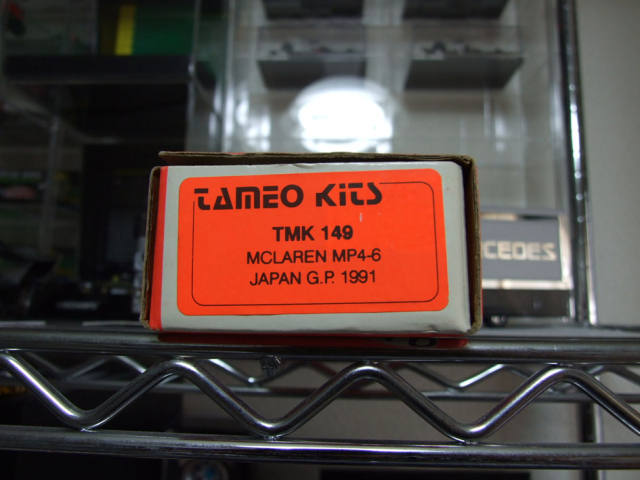 TAMEO KITS
TMK 149
MCLAREN MP4-6
JAPAN G.P. 1991
CEDES